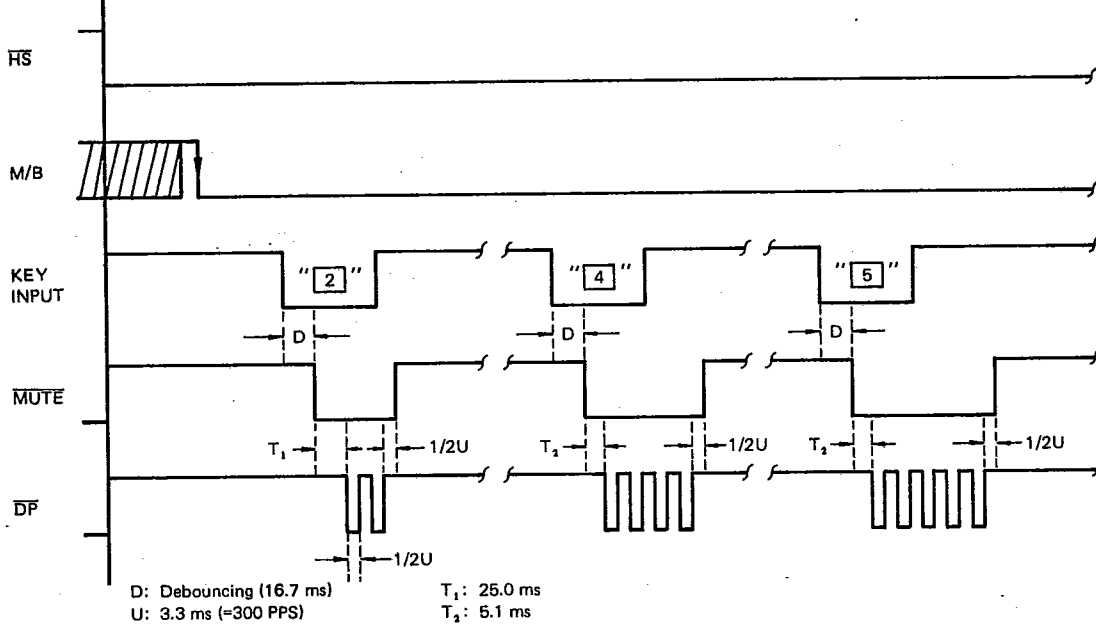 HS
M/B
KEY
INPUT
" 2 "
" 4 "
" 5 "
D
D
D
MUTE
T₁
1/2U
T₂
1/2U
T₂
1/2U
DP
1/2U
D: Debouncing (16.7 ms)
T₁: 25.0 ms
U: 3.3 ms (=300 PPS)
T₂: 5.1 ms